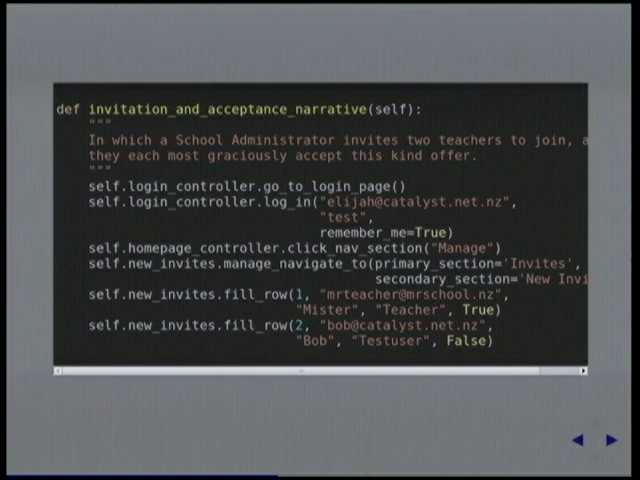 def invitation_and_acceptance_narrative(self):
"""
In which a School Administrator invites two teachers to join, a
they each most graciously accept this kind offer.
"""
self.login_controller.go_to_login_page()
self.login_controller.log_in("elijah@catalyst.net.nz",
"test",
remember_me=True)
self.homepage_controller.click_nav_section("Manage")
self.new_invites.manage_navigate_to(primary_section='Invites',
secondary_section='New Invi
self.new_invites.fill_row(1, "mrteacher@mrschool.nz",
"Mister", "Teacher", True)
self.new_invites.fill_row(2, "bob@catalyst.net.nz",
"Bob", "Testuser", False)